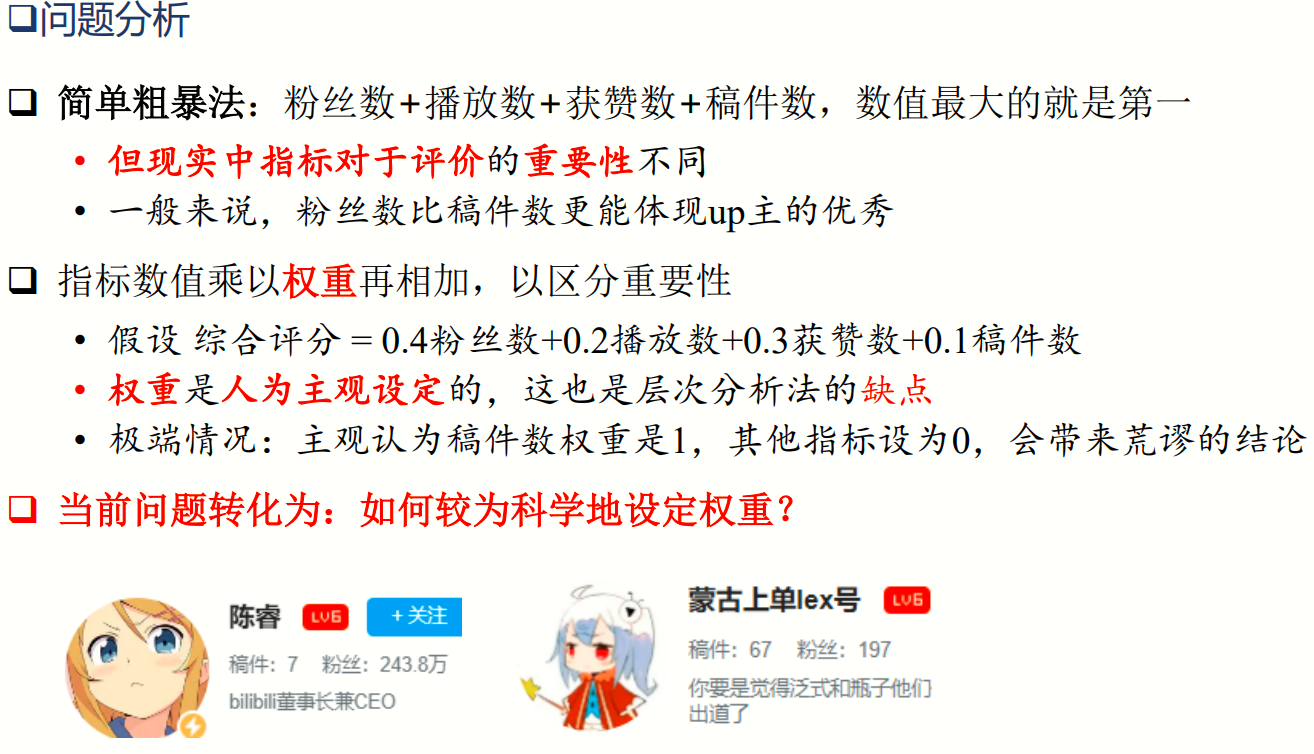 ❑问题分析
❑ 简单粗暴法：粉丝数+播放数+获赞数+稿件数，数值最大的就是第一
• 但现实中指标对于评价的重要性不同
• 一般来说，粉丝数比稿件数更能体现up主的优秀
❑ 指标数值乘以权重再相加，以区分重要性
• 假设 综合评分 = 0.4粉丝数+0.2播放数+0.3获赞数+0.1稿件数
• 权重是人为主观设定的，这也是层次分析法的缺点
• 极端情况：主观认为稿件数权重是1，其他指标设为0，会带来荒谬的结论
❑ 当前问题转化为：如何较为科学地设定权重？
陈睿 LV6 +关注
稿件：7 粉丝：243.8万
bilibili董事长兼CEO
蒙古上单lex号 LV6
稿件：67 粉丝：197
你要是觉得泛式和瓶子他们
出道了